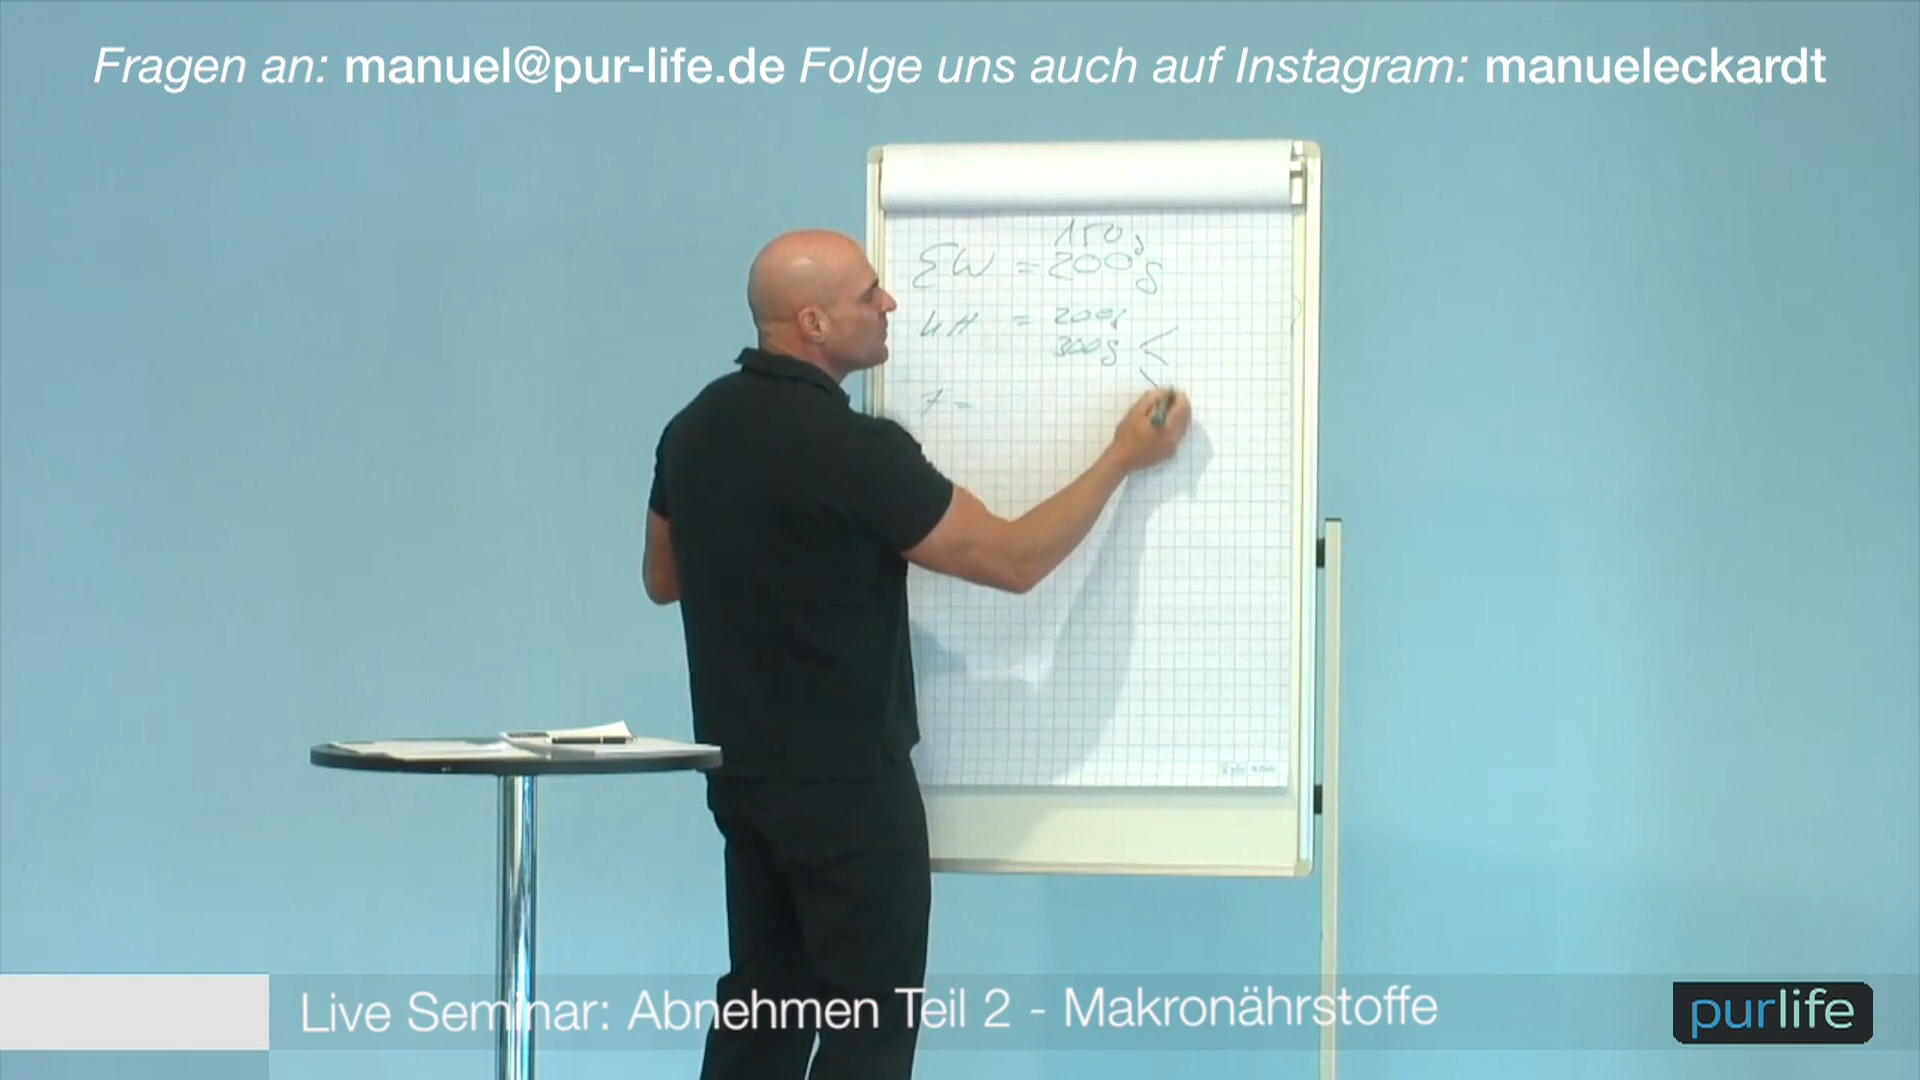 Fragen an: manuel@pur-life.de Folge uns auch auf Instagram: manueleckardt
150g
EW = 200g
KH = 200g
300g
F =
Live Seminar: Abnehmen Teil 2 - Makronährstoffe
purlife